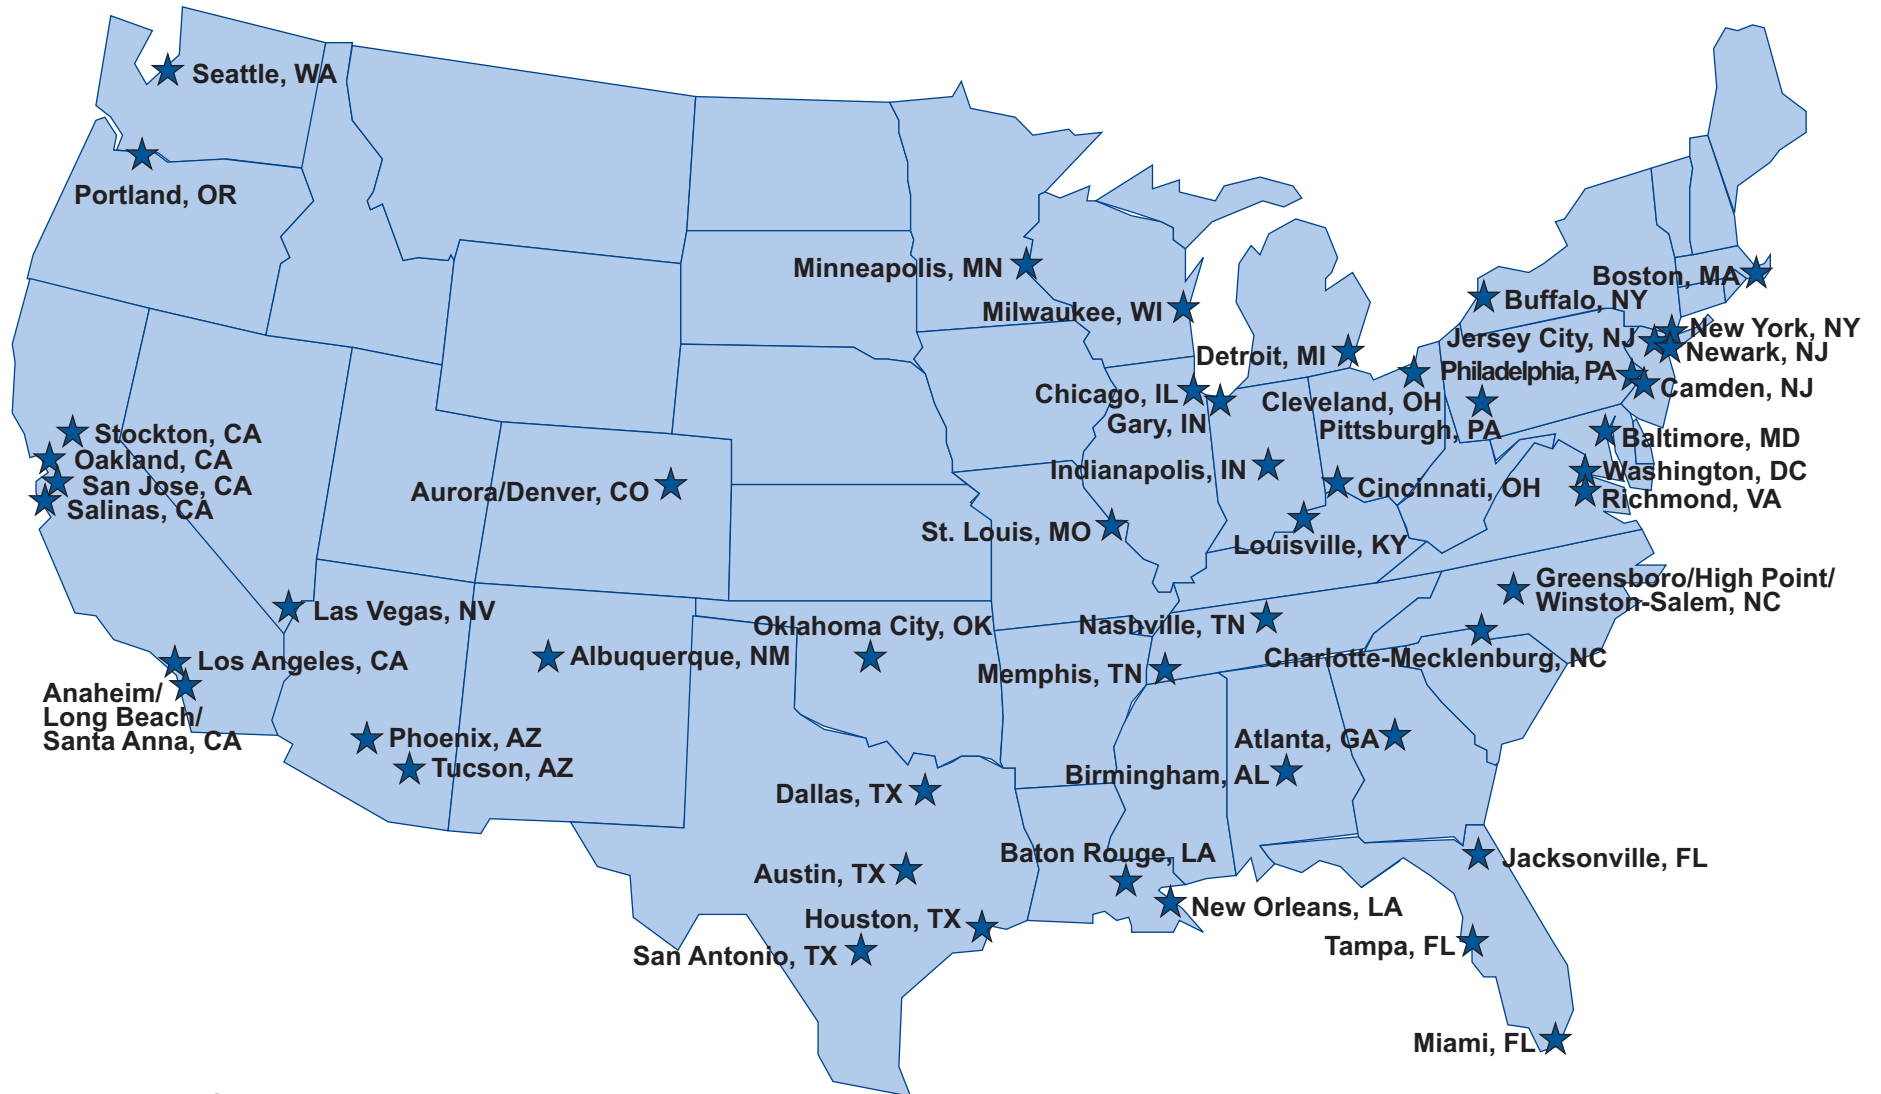 Seattle, WA
Portland, OR
Minneapolis, MN
Boston, MA
Buffalo, NY
Milwaukee, WI
New York, NY
Jersey City, NJ
Newark, NJ
Detroit, MI
Philadelphia, PA
Camden, NJ
Chicago, IL
Cleveland, OH
Gary, IN
Pittsburgh, PA
Stockton, CA
Baltimore, MD
Oakland, CA
Indianapolis, IN
Washington, DC
San Jose, CA
Aurora/Denver, CO
Cincinnati, OH
Richmond, VA
Salinas, CA
St. Louis, MO
Louisville, KY
Greensboro/High Point/
Winston-Salem, NC
Las Vegas, NV
Oklahoma City, OK
Nashville, TN
Los Angeles, CA
Albuquerque, NM
Charlotte-Mecklenburg, NC
Memphis, TN
Anaheim/
Long Beach/
Santa Anna, CA
Phoenix, AZ
Atlanta, GA
Tucson, AZ
Birmingham, AL
Dallas, TX
Baton Rouge, LA
Jacksonville, FL
Austin, TX
New Orleans, LA
Houston, TX
Tampa, FL
San Antonio, TX
Miami, FL